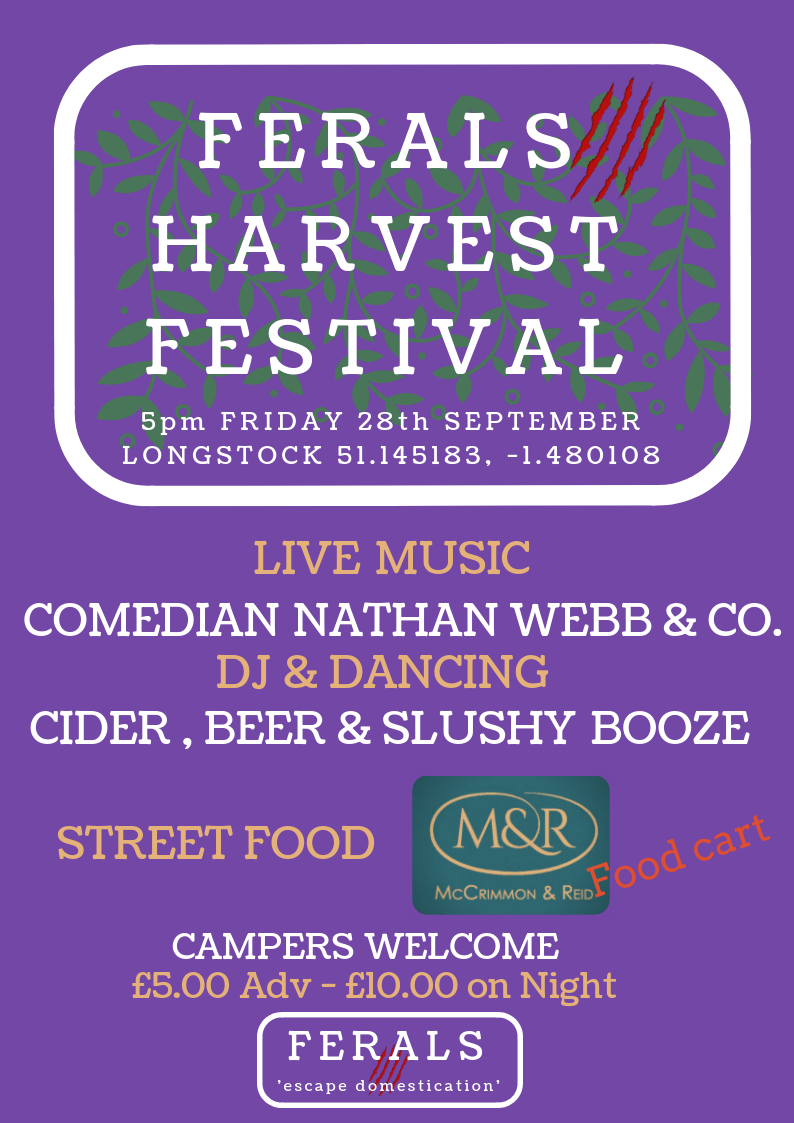 FERALS
HARVEST
FESTIVAL
5pm FRIDAY 28th SEPTEMBER
LONGSTOCK 51.145183, -1.480108
LIVE MUSIC
COMEDIAN NATHAN WEBB & CO.
DJ & DANCING
CIDER , BEER & SLUSHY BOOZE
STREET FOOD
M&R
McCrimmon & Reid
Food cart
CAMPERS WELCOME
£5.00 Adv - £10.00 on Night
FERALS
'escape domestication'